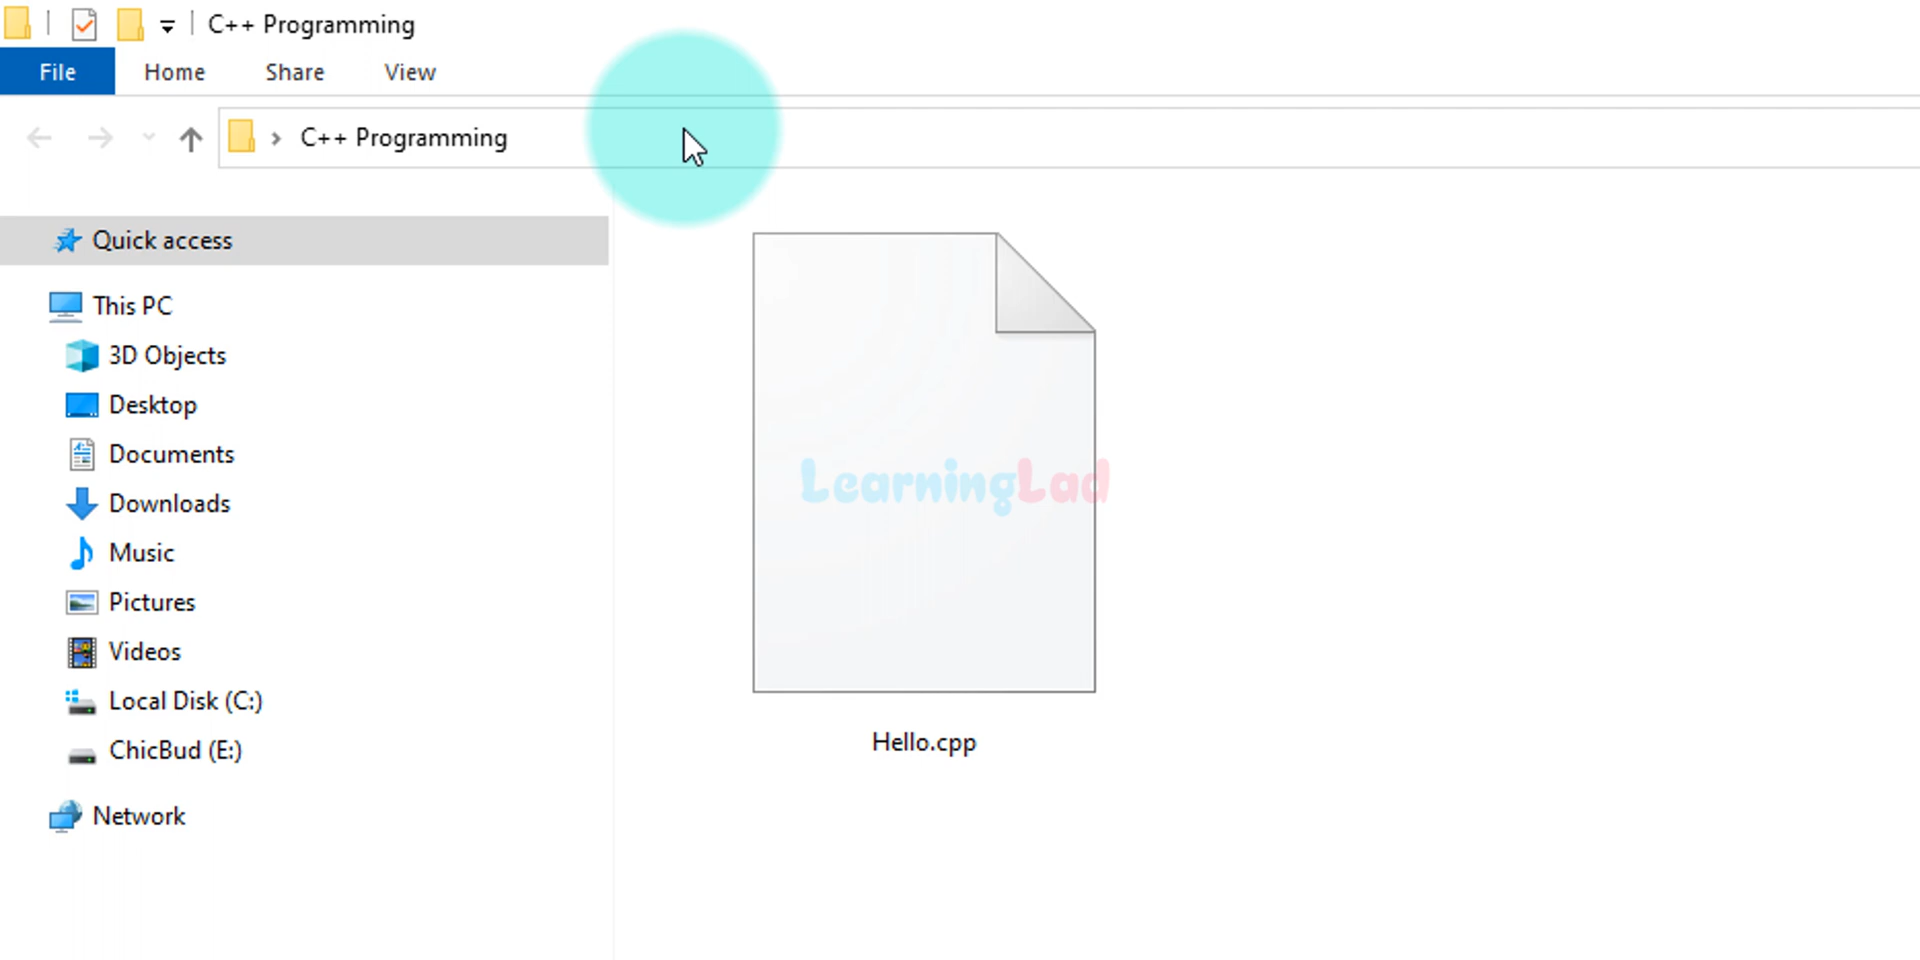 C++ Programming
File Home Share View
C++ Programming
Quick access
This PC
3D Objects
Desktop
Documents
Downloads
Music
Pictures
Videos
Local Disk (C:)
ChicBud (E:)
Network
LearningLad
Hello.cpp